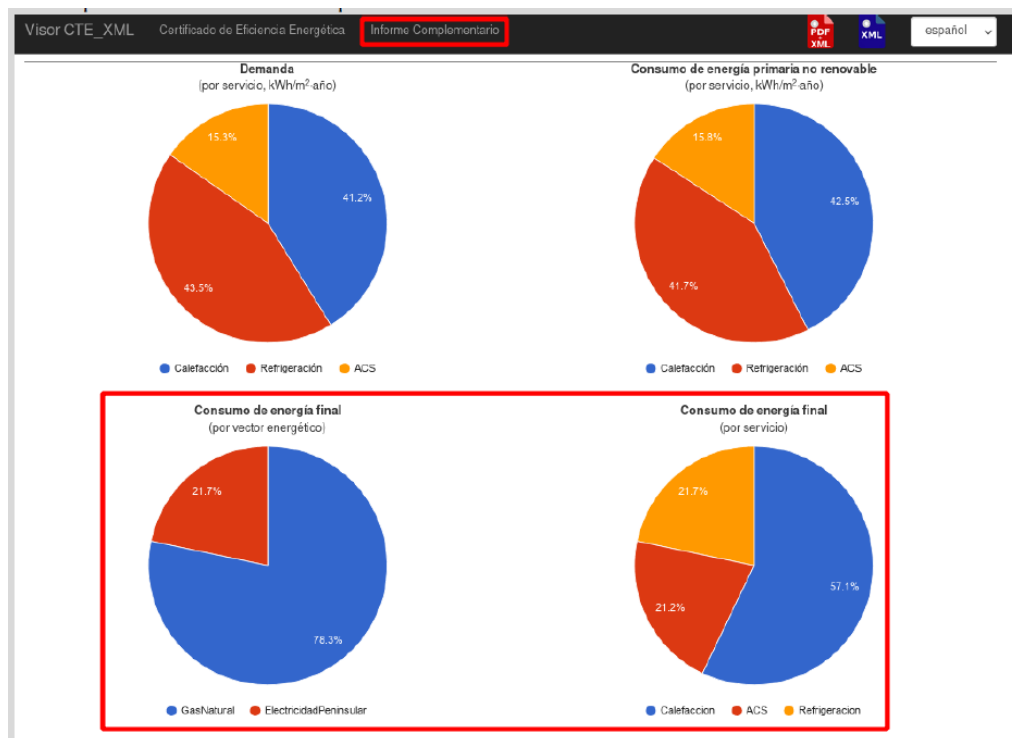 Visor CTE_XML Certificado de Eficiencia Energética Informe Complementario PDF + XML XML español
Demanda
(por servicio, kWh/m²·año)
15.3%
41.2%
43.5%
Calefacción Refrigeración ACS
Consumo de energía primaria no renovable
(por servicio, kWh/m²·año)
15.8%
42.5%
41.7%
Calefacción Refrigeración ACS
Consumo de energía final
(por vector energético)
21.7%
78.3%
GasNatural ElectricidadPeninsular
Consumo de energía final
(por servicio)
21.7%
57.1%
21.2%
Calefaccion ACS Refrigeracion